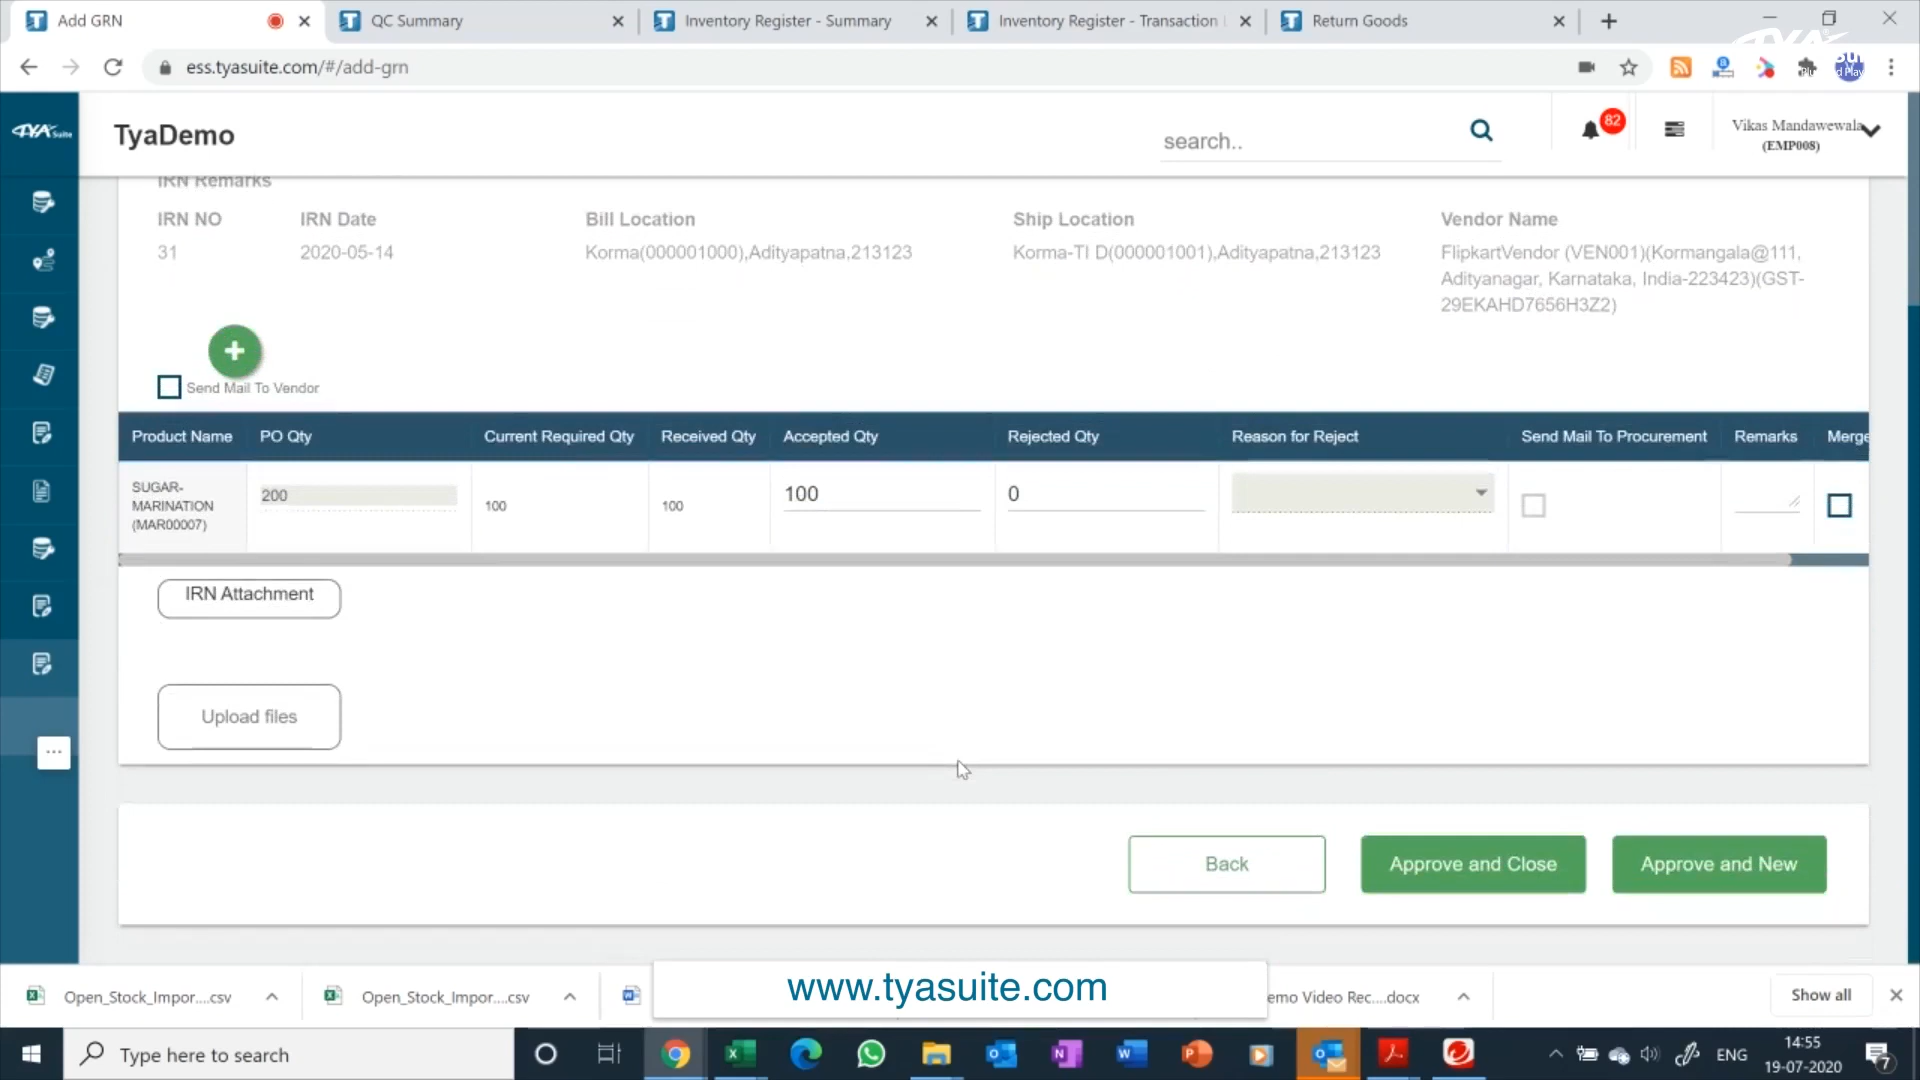 Add GRN
QC Summary
Inventory Register - Summary
Inventory Register - Transaction
Return Goods
ess.tyasuite.com/#/add-grn
TYA Suite
TyaDemo
search..
82
Vikas Mandawewala
(EMP008)
IRN Remarks
IRN NO
IRN Date
Bill Location
Ship Location
Vendor Name
31
2020-05-14
Korma(000001000),Adityapatna,213123
Korma-TI D(000001001),Adityapatna,213123
FlipkartVendor (VEN001)(Kormangala@111,
Adityanagar, Karnataka, India-223423)(GST-
29EKAHD7656H3Z2)
Send Mail To Vendor
Product Name
PO Qty
Current Required Qty
Received Qty
Accepted Qty
Rejected Qty
Reason for Reject
Send Mail To Procurement
Remarks
Merge
SUGAR-
MARINATION
(MAR00007)
200
100
100
100
0
IRN Attachment
Upload files
Back
Approve and Close
Approve and New
Open_Stock_Impor....csv
Open_Stock_Impor....csv
www.tyasuite.com
emo Video Rec....docx
Show all
Type here to search
ENG
14:55
19-07-2020
7